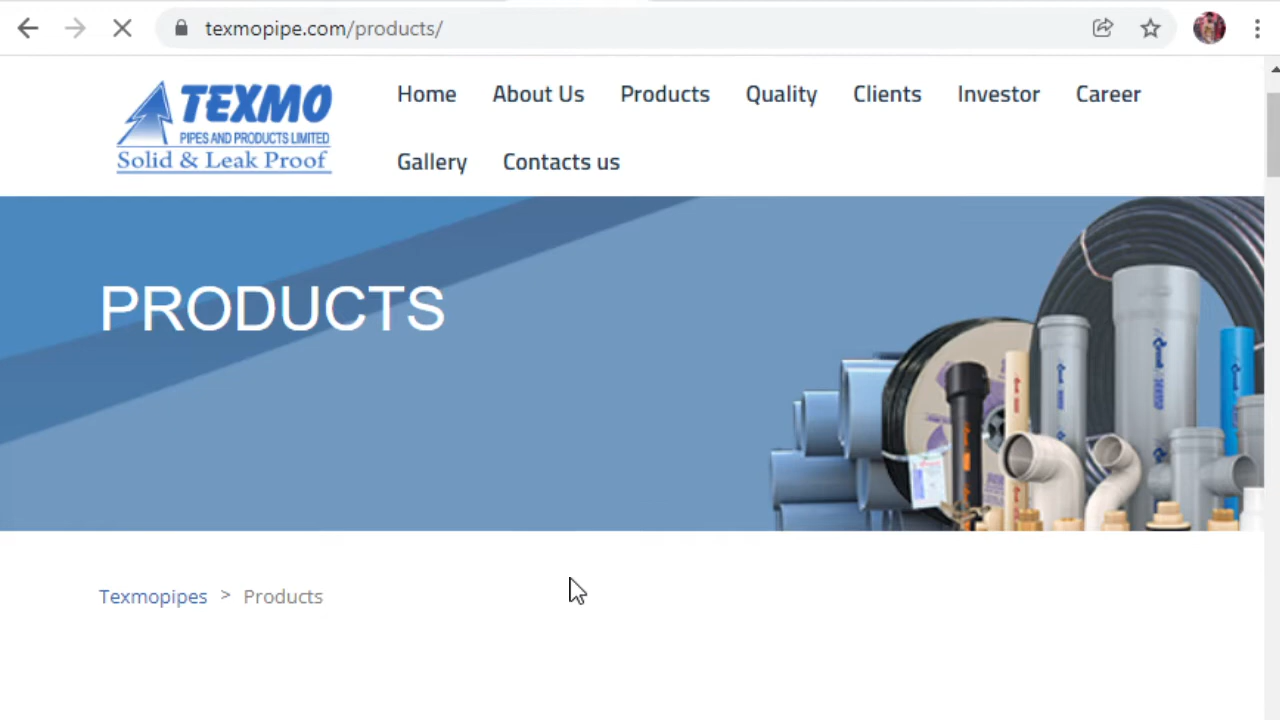 texmopipe.com/products/
TEXMO
PIPES AND PRODUCTS LIMITED
Solid & Leak Proof
Home About Us Products Quality Clients Investor Career
Gallery Contacts us
PRODUCTS
Texmopipes > Products